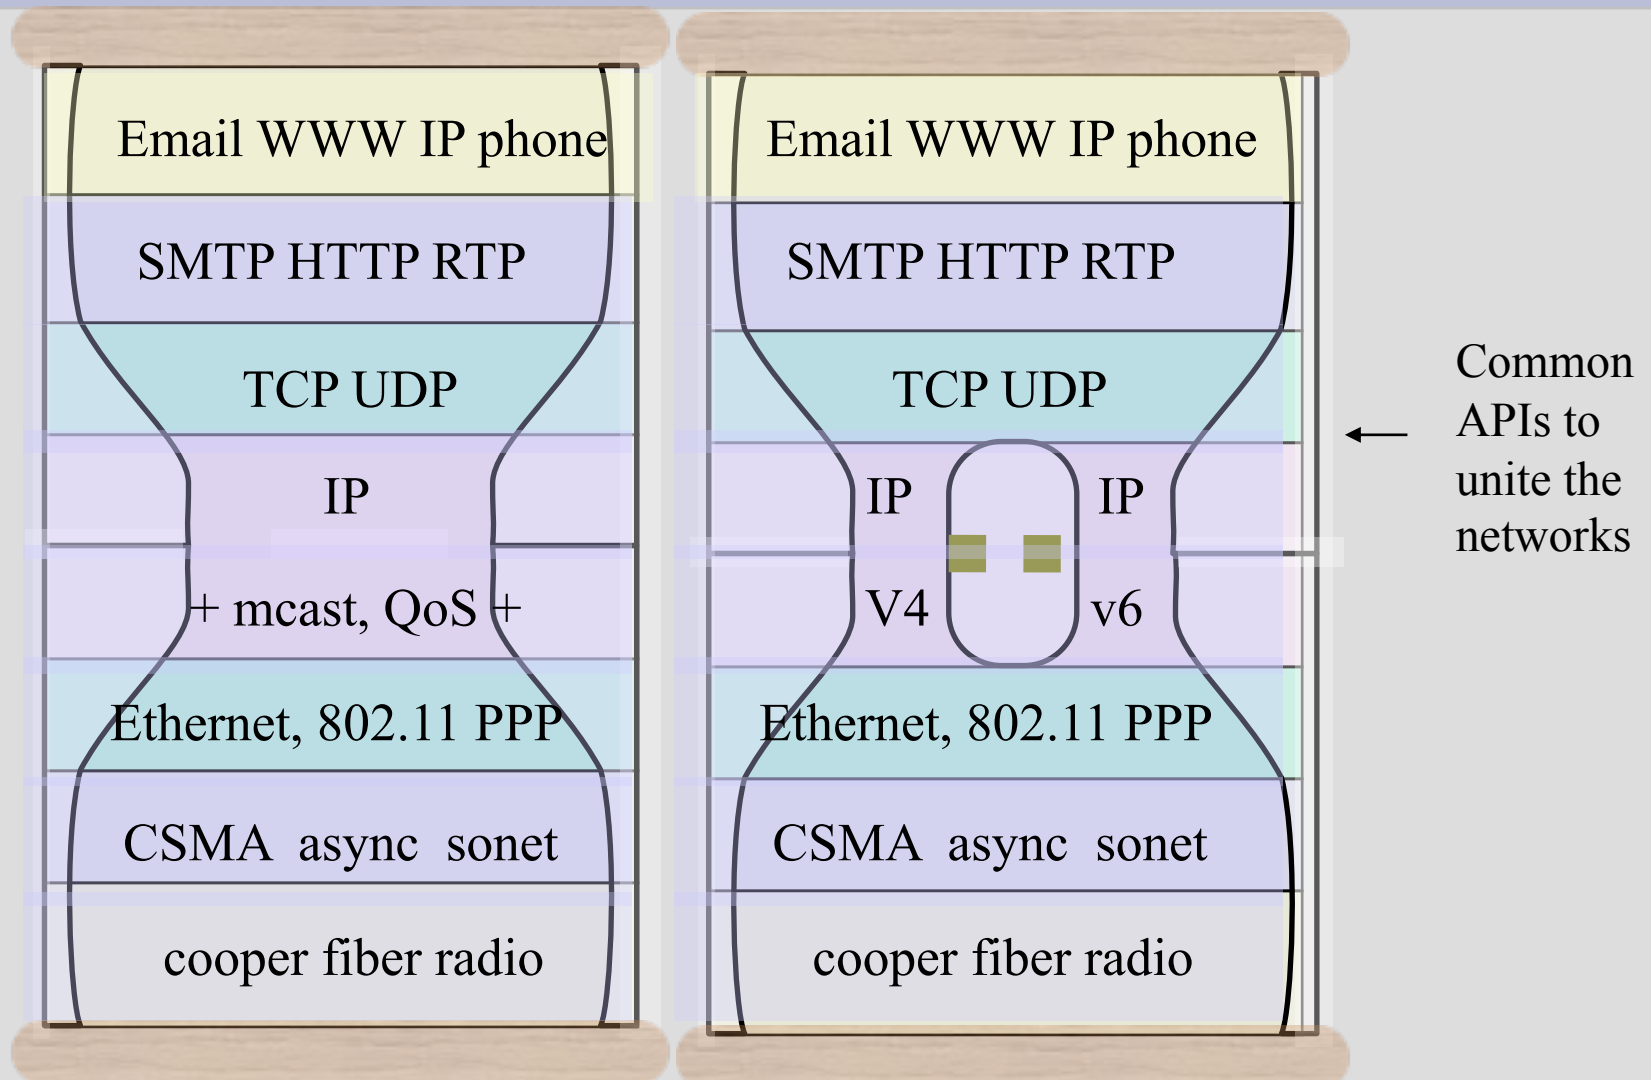 Email WWW IP phone
SMTP HTTP RTP
TCP UDP
IP
+ mcast, QoS +
Ethernet, 802.11 PPP
CSMA async sonet
cooper fiber radio
Email WWW IP phone
SMTP HTTP RTP
TCP UDP
IP IP
V4 v6
Ethernet, 802.11 PPP
CSMA async sonet
cooper fiber radio
Common
APIs to
unite the
networks